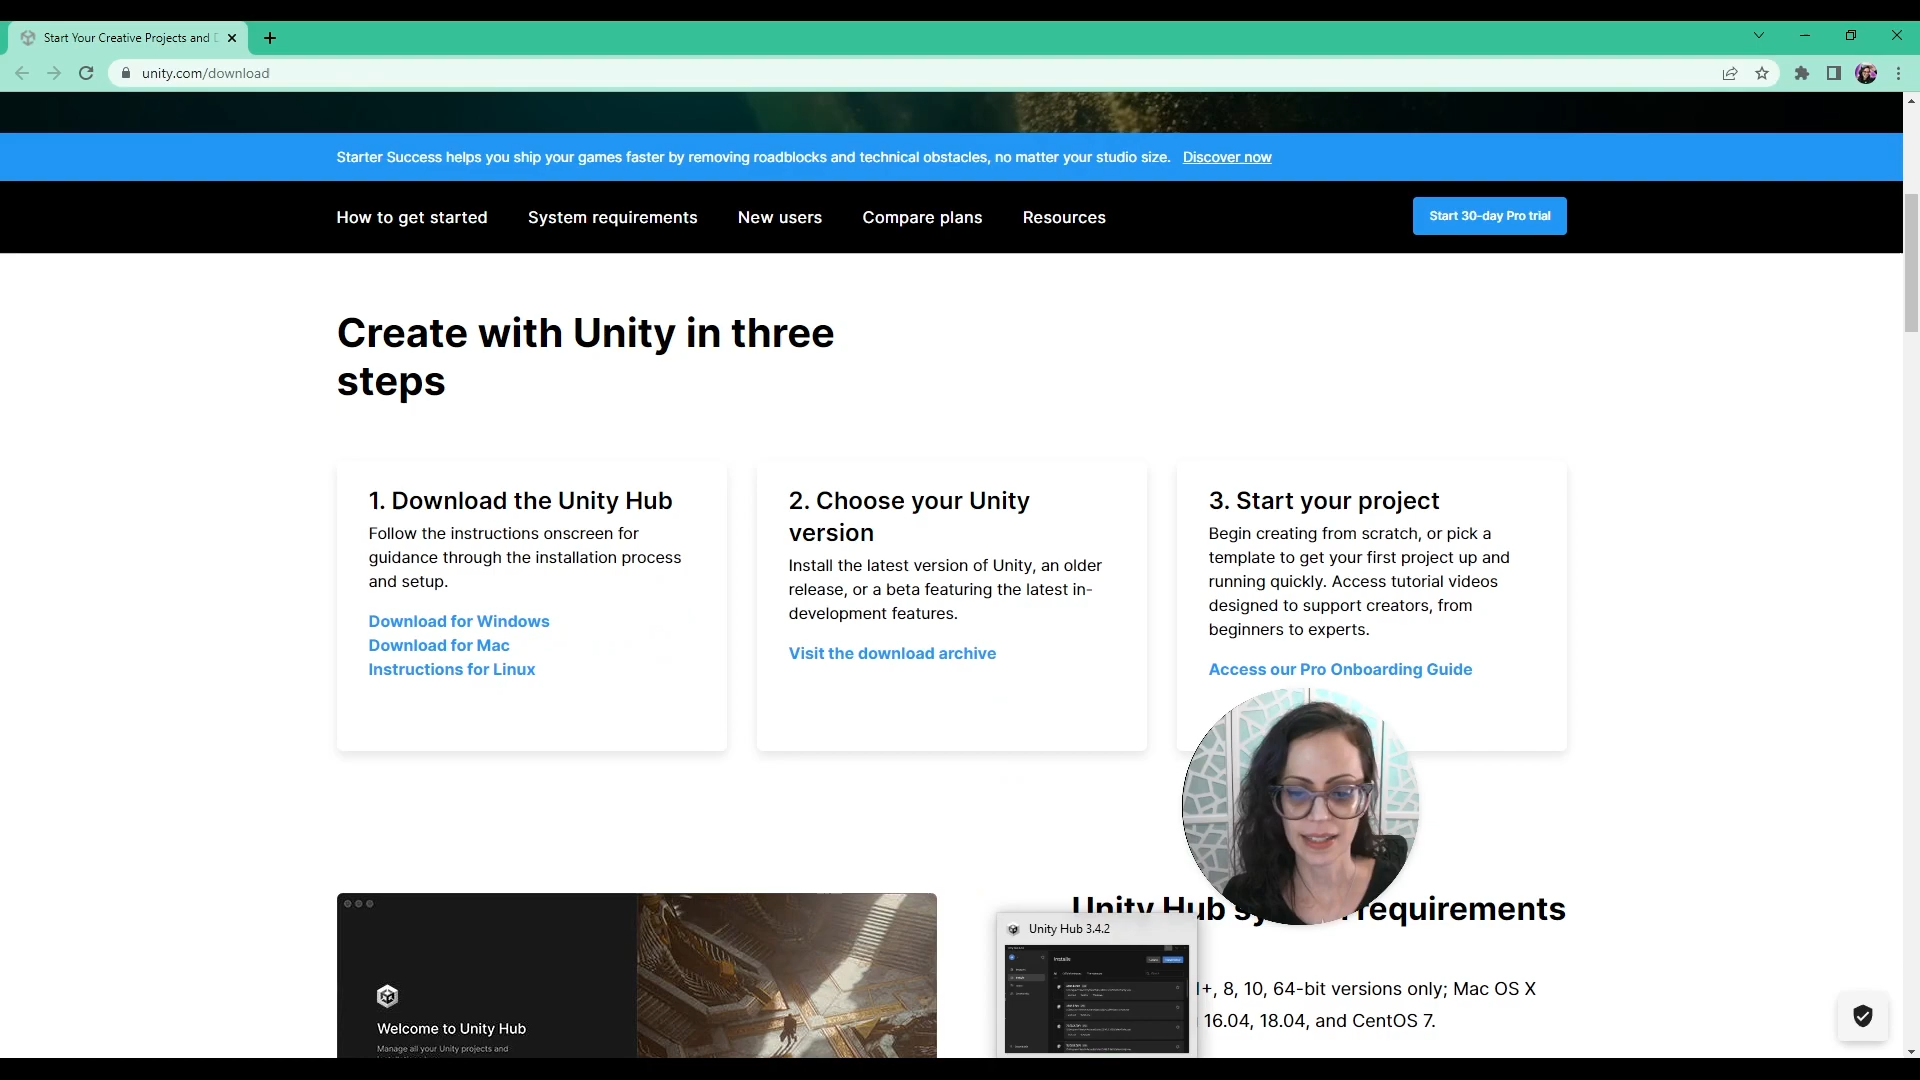 Start Your Creative Projects and D
unity.com/download
Starter Success helps you ship your games faster by removing roadblocks and technical obstacles, no matter your studio size. Discover now
How to get started System requirements New users Compare plans Resources Start 30-day Pro trial
Create with Unity in three
steps
1. Download the Unity Hub
Follow the instructions onscreen for
guidance through the installation process
and setup.
Download for Windows
Download for Mac
Instructions for Linux
2. Choose your Unity
version
Install the latest version of Unity, an older
release, or a beta featuring the latest in-
development features.
Visit the download archive
3. Start your project
Begin creating from scratch, or pick a
template to get your first project up and
running quickly. Access tutorial videos
designed to support creators, from
beginners to experts.
Access our Pro Onboarding Guide
Welcome to Unity Hub
Manage all your Unity projects and
Unity Hub requirements
+, 8, 10, 64-bit versions only; Mac OS X
16.04, 18.04, and CentOS 7.
Unity Hub 3.4.2
Installs